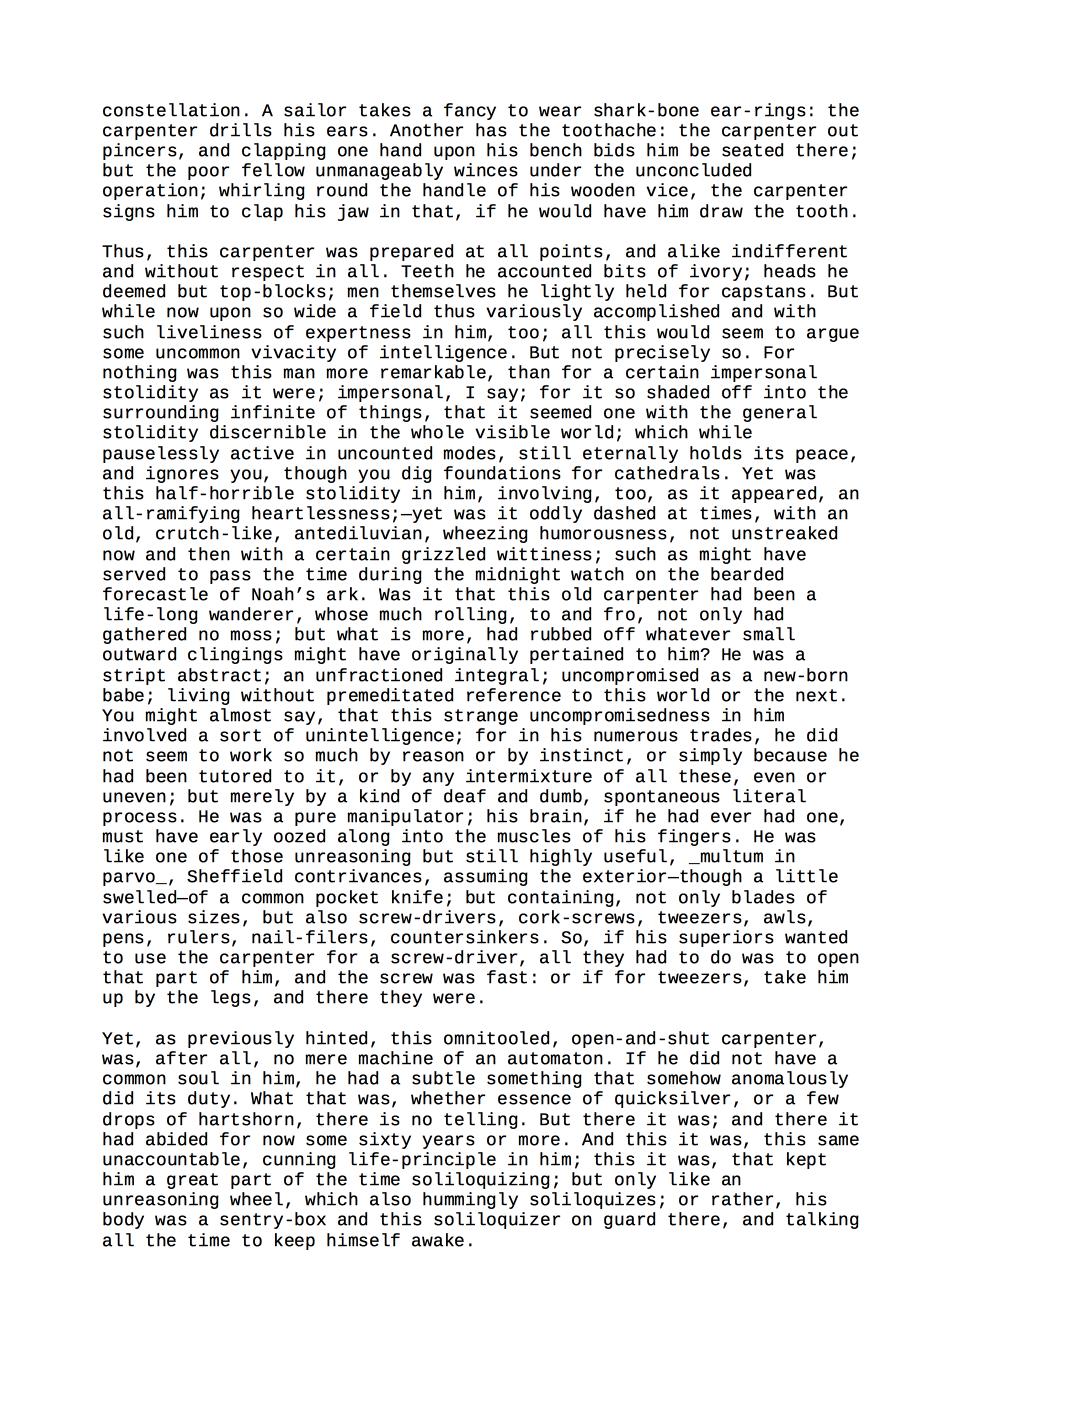 constellation. A sailor takes a fancy to wear shark-bone ear-rings: the
carpenter drills his ears. Another has the toothache: the carpenter out
pincers, and clapping one hand upon his bench bids him be seated there;
but the poor fellow unmanageably winces under the unconcluded
operation; whirling round the handle of his wooden vice, the carpenter
signs him to clap his jaw in that, if he would have him draw the tooth.

Thus, this carpenter was prepared at all points, and alike indifferent
and without respect in all. Teeth he accounted bits of ivory; heads he
deemed but top-blocks; men themselves he lightly held for capstans. But
while now upon so wide a field thus variously accomplished and with
such liveliness of expertness in him, too; all this would seem to argue
some uncommon vivacity of intelligence. But not precisely so. For
nothing was this man more remarkable, than for a certain impersonal
stolidity as it were; impersonal, I say; for it so shaded off into the
surrounding infinite of things, that it seemed one with the general
stolidity discernible in the whole visible world; which while
pauselessly active in uncounted modes, still eternally holds its peace,
and ignores you, though you dig foundations for cathedrals. Yet was
this half-horrible stolidity in him, involving, too, as it appeared, an
all-ramifying heartlessness;—yet was it oddly dashed at times, with an
old, crutch-like, antediluvian, wheezing humorousness, not unstreaked
now and then with a certain grizzled wittiness; such as might have
served to pass the time during the midnight watch on the bearded
forecastle of Noah’s ark. Was it that this old carpenter had been a
life-long wanderer, whose much rolling, to and fro, not only had
gathered no moss; but what is more, had rubbed off whatever small
outward clingings might have originally pertained to him? He was a
stript abstract; an unfractioned integral; uncompromised as a new-born
babe; living without premeditated reference to this world or the next.
You might almost say, that this strange uncompromisedness in him
involved a sort of unintelligence; for in his numerous trades, he did
not seem to work so much by reason or by instinct, or simply because he
had been tutored to it, or by any intermixture of all these, even or
uneven; but merely by a kind of deaf and dumb, spontaneous literal
process. He was a pure manipulator; his brain, if he had ever had one,
must have early oozed along into the muscles of his fingers. He was
like one of those unreasoning but still highly useful, _multum in
parvo_, Sheffield contrivances, assuming the exterior—though a little
swelled—of a common pocket knife; but containing, not only blades of
various sizes, but also screw-drivers, cork-screws, tweezers, awls,
pens, rulers, nail-filers, countersinkers. So, if his superiors wanted
to use the carpenter for a screw-driver, all they had to do was to open
that part of him, and the screw was fast: or if for tweezers, take him
up by the legs, and there they were.

Yet, as previously hinted, this omnitooled, open-and-shut carpenter,
was, after all, no mere machine of an automaton. If he did not have a
common soul in him, he had a subtle something that somehow anomalously
did its duty. What that was, whether essence of quicksilver, or a few
drops of hartshorn, there is no telling. But there it was; and there it
had abided for now some sixty years or more. And this it was, this same
unaccountable, cunning life-principle in him; this it was, that kept
him a great part of the time soliloquizing; but only like an
unreasoning wheel, which also hummingly soliloquizes; or rather, his
body was a sentry-box and this soliloquizer on guard there, and talking
all the time to keep himself awake.